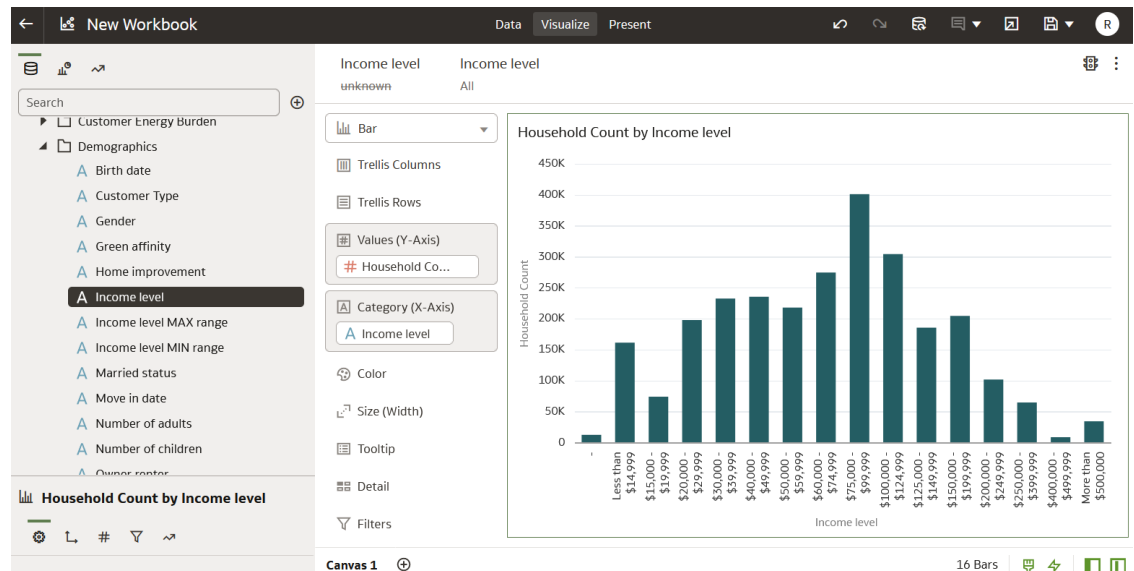 New Workbook
Data Visualize Present
R
Search
Customer Energy Burden
Demographics
A Birth date
A Customer Type
A Gender
A Green affinity
A Home improvement
A Income level
A Income level MAX range
A Income level MIN range
A Married status
A Move in date
A Number of adults
A Number of children
A Owner renter
Household Count by Income level
#
Income level Income level
unknown All
Bar
Trellis Columns
Trellis Rows
# Values (Y-Axis)
# Household Co...
A Category (X-Axis)
A Income level
Color
Size (Width)
Tooltip
Detail
Filters
Household Count by Income level
450K
400K
350K
300K
250K
200K
150K
100K
50K
0
Household Count
-
Less than
$14,999
$15,000 -
$19,999
$20,000 -
$29,999
$30,000 -
$39,999
$40,000 -
$49,999
$50,000 -
$59,999
$60,000 -
$74,999
$75,000 -
$99,999
$100,000 -
$124,999
$125,000 -
$149,999
$150,000 -
$199,999
$200,000 -
$249,999
$250,000 -
$399,999
$400,000 -
$499,999
More than
$500,000
Income level
Canvas 1
16 Bars